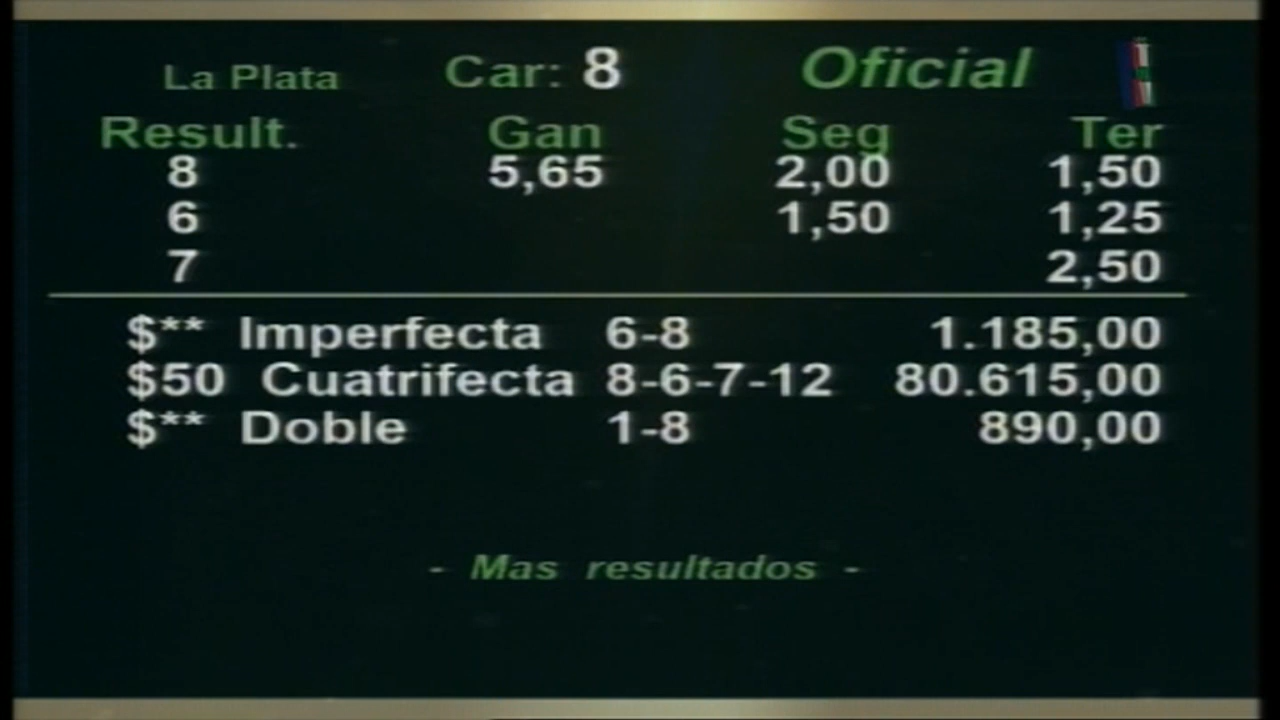 La Plata Car: 8 Oficial
Result. Gan Seg Ter
8 5,65 2,00 1,50
6 1,50 1,25
7 2,50
$** Imperfecta 6-8 1.185,00
$50 Cuatrifecta 8-6-7-12 80.615,00
$** Doble 1-8 890,00
- Mas resultados -